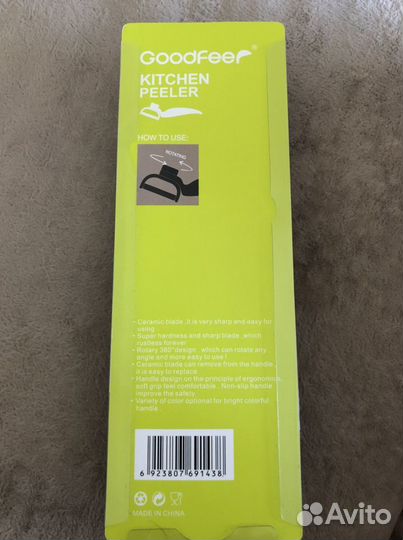 GoodFeer
KITCHEN
PEELER
HOW TO USE:
ROTATING
• Ceramic blade ,it is very sharp and easy for
using
• Super hardness and sharp blade ,which
rustless forever
• Rotary 360°design , which can rotate any
angle and more easy to use !
• Ceramic blade can remove from the handle ,
it is easy to replace
• Handle design on the principle of ergonomics,
soft grip feel comfortable , Non-slip handle
improve the safety.
• Variety of color optional for bright colorful
handle .
6 923807 691438
MADE IN CHINA
Avito